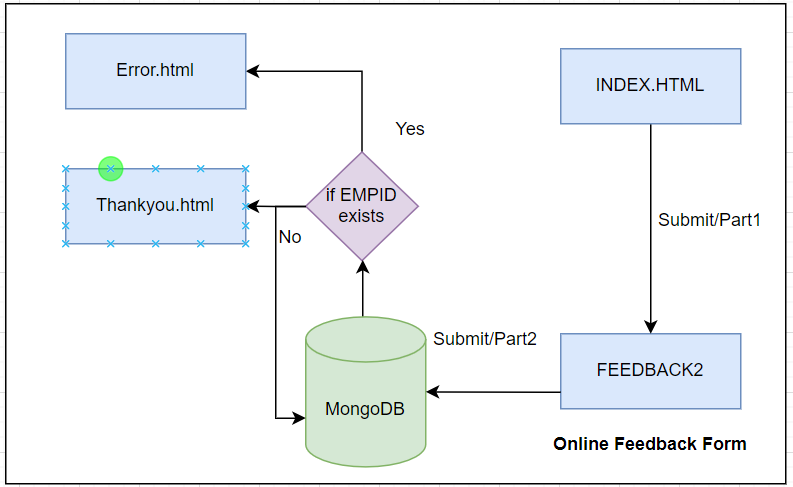 Error.html
INDEX.HTML
Yes
if EMPID
exists
Thankyou.html
No
Submit/Part1
Submit/Part2
FEEDBACK2
MongoDB
Online Feedback Form